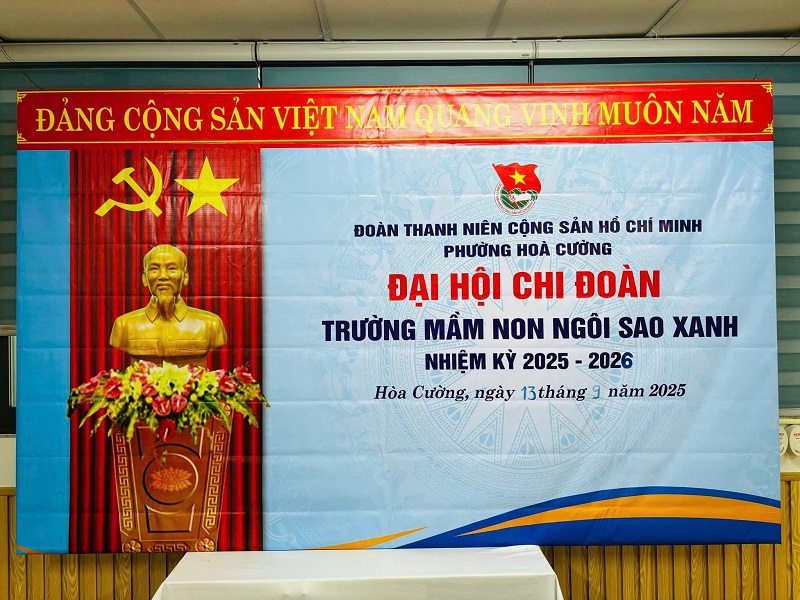 ĐẢNG CỘNG SẢN VIỆT NAM QUANG VINH MUÔN NĂM
ĐOÀN THANH NIÊN CỘNG SẢN HỒ CHÍ MINH
PHƯỜNG HOÀ CƯỜNG
ĐẠI HỘI CHI ĐOÀN
TRƯỜNG MẦM NON NGÔI SAO XANH
NHIỆM KỲ 2025 - 2026
Hòa Cường, ngày 13 tháng 9 năm 2025